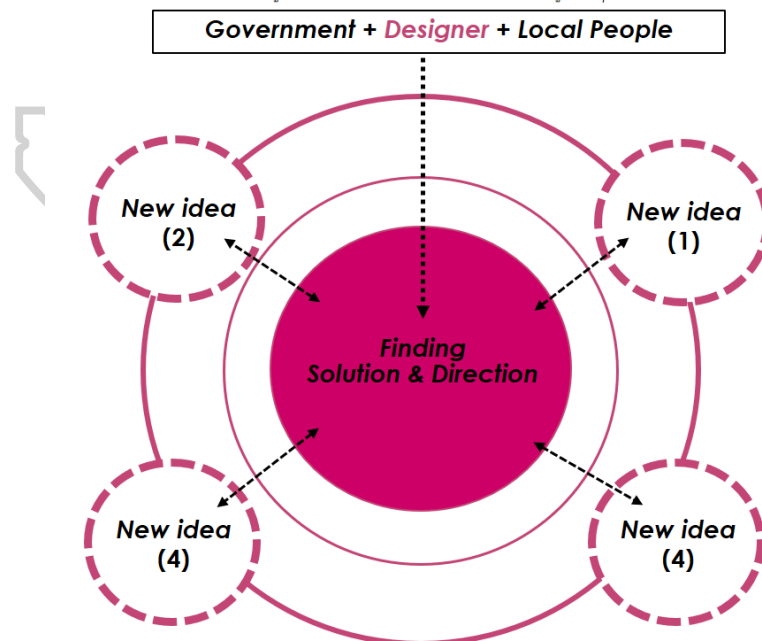 Government + Designer + Local People
New idea
(2)
New idea
(1)
Finding
Solution & Direction
New idea
(4)
New idea
(4)